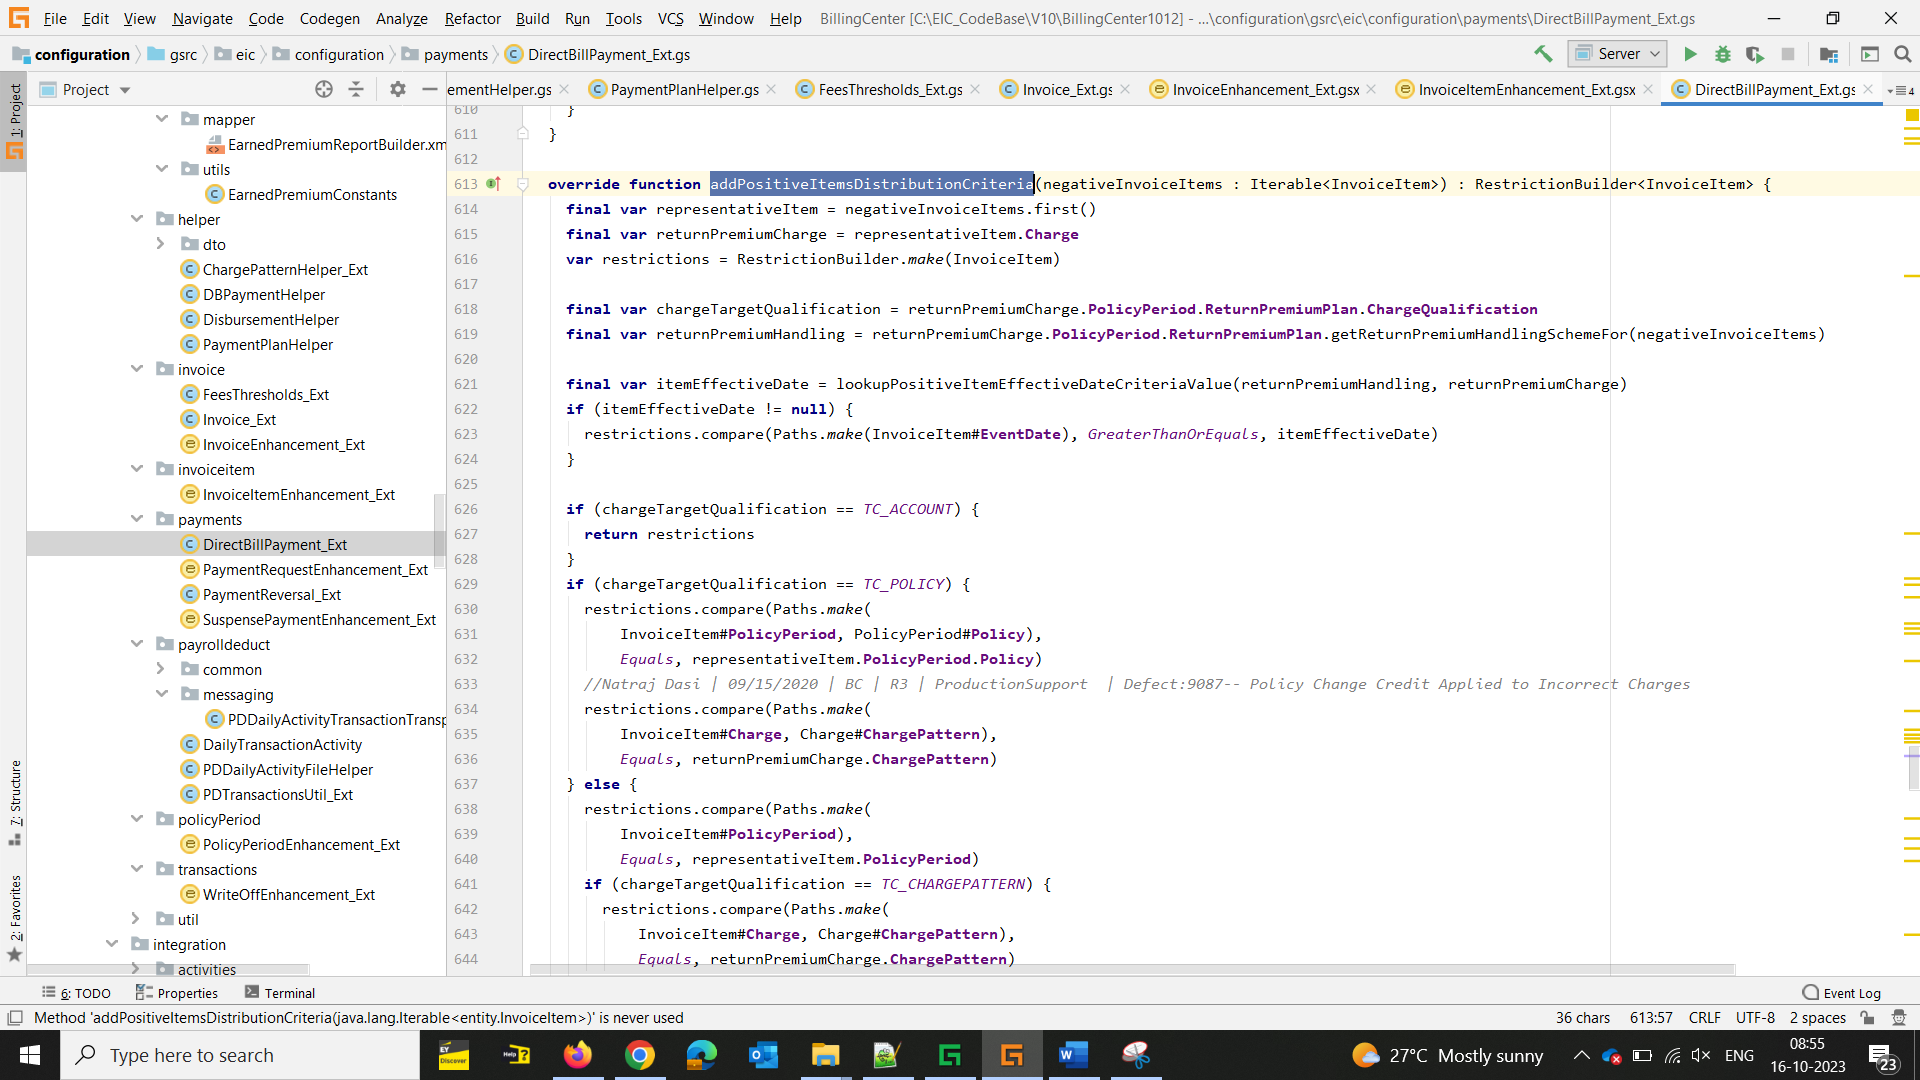 File Edit View Navigate Code Codegen Analyze Refactor Build Run Tools VCS Window Help BillingCenter [C:\EIC_CodeBase\V10\BillingCenter1012] - ...\configuration\gsrc\eic\configuration\payments\DirectBillPayment_Ext.gs
configuration gsrc eic configuration payments DirectBillPayment_Ext.gs
Server
1: Project
Project
ementHelper.gs PaymentPlanHelper.gs FeesThresholds_Ext.gs Invoice_Ext.gs InvoiceEnhancement_Ext.gsx InvoiceItemEnhancement_Ext.gsx DirectBillPayment_Ext.gs 4
mapper
EarnedPremiumReportBuilder.xm
utils
EarnedPremiumConstants
helper
dto
ChargePatternHelper_Ext
DBPaymentHelper
DisbursementHelper
PaymentPlanHelper
invoice
FeesThresholds_Ext
Invoice_Ext
InvoiceEnhancement_Ext
invoiceitem
InvoiceItemEnhancement_Ext
payments
DirectBillPayment_Ext
PaymentRequestEnhancement_Ext
PaymentReversal_Ext
SuspensePaymentEnhancement_Ext
payrolldeduct
common
messaging
PDDailyActivityTransactionTransp
DailyTransactionActivity
PDDailyActivityFileHelper
PDTransactionsUtil_Ext
policyPeriod
PolicyPeriodEnhancement_Ext
transactions
WriteOffEnhancement_Ext
util
integration
activities
7: Structure
2: Favorites
610 }
611 }
612
613 override function addPositiveItemsDistributionCriteria(negativeInvoiceItems : Iterable<InvoiceItem>) : RestrictionBuilder<InvoiceItem> {
614 final var representativeItem = negativeInvoiceItems.first()
615 final var returnPremiumCharge = representativeItem.Charge
616 var restrictions = RestrictionBuilder.make(InvoiceItem)
617
618 final var chargeTargetQualification = returnPremiumCharge.PolicyPeriod.ReturnPremiumPlan.ChargeQualification
619 final var returnPremiumHandling = returnPremiumCharge.PolicyPeriod.ReturnPremiumPlan.getReturnPremiumHandlingSchemeFor(negativeInvoiceItems)
620
621 final var itemEffectiveDate = lookupPositiveItemEffectiveDateCriteriaValue(returnPremiumHandling, returnPremiumCharge)
622 if (itemEffectiveDate != null) {
623 restrictions.compare(Paths.make(InvoiceItem#EventDate), GreaterThanOrEquals, itemEffectiveDate)
624 }
625
626 if (chargeTargetQualification == TC_ACCOUNT) {
627 return restrictions
628 }
629 if (chargeTargetQualification == TC_POLICY) {
630 restrictions.compare(Paths.make(
631 InvoiceItem#PolicyPeriod, PolicyPeriod#Policy),
632 Equals, representativeItem.PolicyPeriod.Policy)
633 //Natraj Dasi | 09/15/2020 | BC | R3 | ProductionSupport | Defect:9087-- Policy Change Credit Applied to Incorrect Charges
634 restrictions.compare(Paths.make(
635 InvoiceItem#Charge, Charge#ChargePattern),
636 Equals, returnPremiumCharge.ChargePattern)
637 } else {
638 restrictions.compare(Paths.make(
639 InvoiceItem#PolicyPeriod),
640 Equals, representativeItem.PolicyPeriod)
641 if (chargeTargetQualification == TC_CHARGEPATTERN) {
642 restrictions.compare(Paths.make(
643 InvoiceItem#Charge, Charge#ChargePattern),
644 Equals, returnPremiumCharge.ChargePattern)
6: TODO Properties Terminal Event Log
Method 'addPositiveItemsDistributionCriteria(java.lang.Iterable<entity.InvoiceItem>)' is never used 36 chars 613:57 CRLF UTF-8 2 spaces
Type here to search EY Discover Help ? 27°C Mostly sunny ENG 08:55 16-10-2023 23